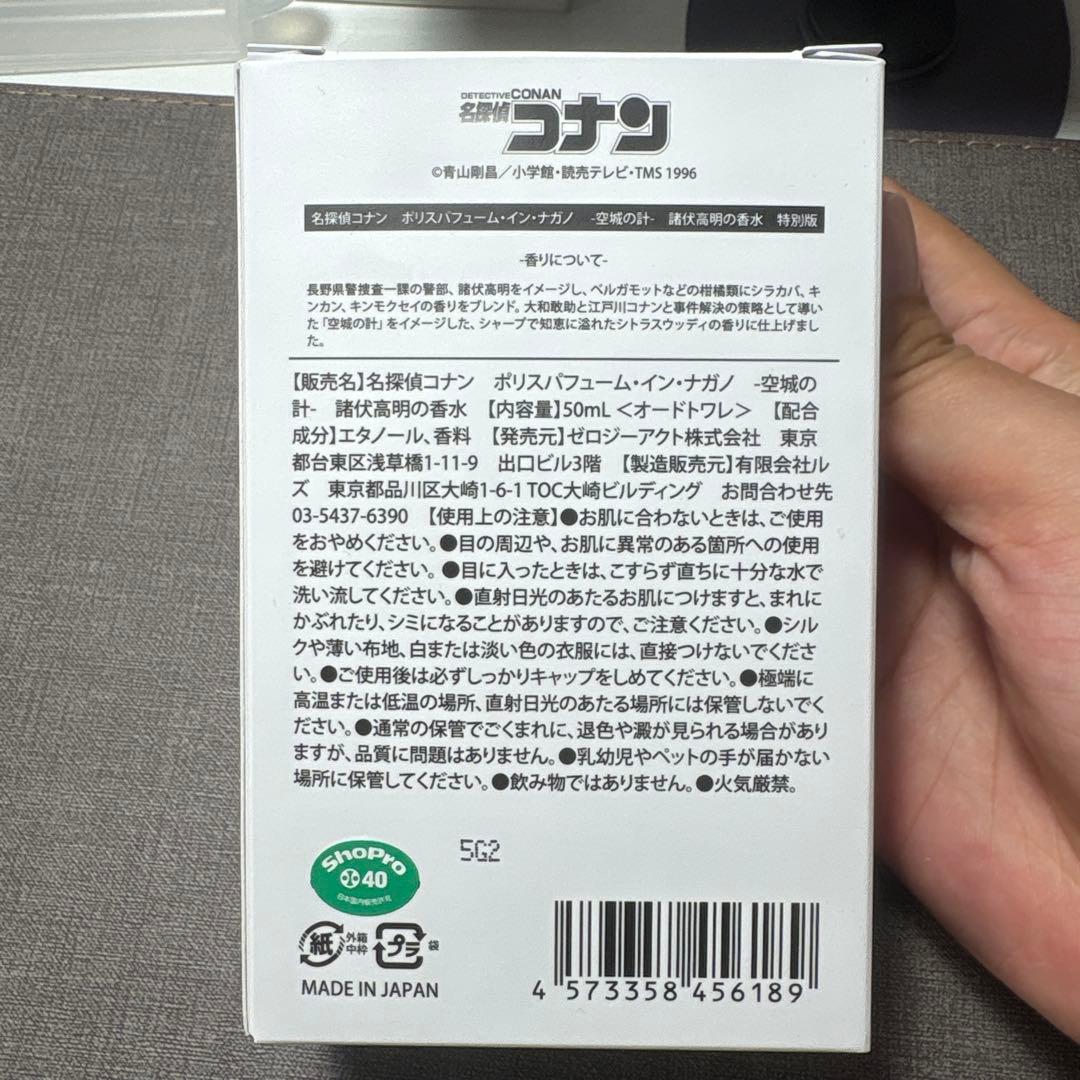 DETECTIVE CONAN
名探偵コナン
©青山剛昌／小学館・読売テレビ・TMS 1996
名探偵コナン　ポリスパフューム・イン・ナガノ　-空城の計-　諸伏高明の香水　特別版
-香りについて-
長野県警捜査一課の警部、諸伏高明をイメージし、ベルガモットなどの柑橘類にシラカバ、キ
ンカン、キンモクセイの香りをブレンド。大和敢助と江戸川コナンと事件解決の策略として導い
た「空城の計」をイメージした、シャープで知恵に溢れたシトラスウッディの香りに仕上げまし
た。
【販売名】名探偵コナン　ポリスパフューム・イン・ナガノ　-空城の
計-　諸伏高明の香水　【内容量】50mL＜オードトワレ＞　【配合
成分】エタノール、香料　【発売元】ゼロジーアクト株式会社　東京
都台東区浅草橋1-11-9　出口ビル3階　【製造販売元】有限会社ル
ズ　東京都品川区大崎1-6-1 TOC大崎ビルディング　お問合わせ先
03-5437-6390　【使用上の注意】●お肌に合わないときは、ご使用
をおやめください。●目の周辺や、お肌に異常のある箇所への使用
を避けてください。●目に入ったときは、こすらず直ちに十分な水で
洗い流してください。●直射日光のあたるお肌につけますと、まれに
かぶれたり、シミになることがありますので、ご注意ください。●シル
クや薄い布地、白または淡い色の衣服には、直接つけないでくださ
い。●ご使用後は必ずしっかりキャップをしめてください。●極端に
高温または低温の場所、直射日光のあたる場所には保管しないでく
ださい。●通常の保管でごくまれに、退色や澱が見られる場合があり
ますが、品質に問題はありません。●乳幼児やペットの手が届かない
場所に保管してください。●飲み物ではありません。●火気厳禁。
5G2
ShoPro
40
日本国内販売許可
紙 外箱 中枠 プラ 袋
MADE IN JAPAN
4 573358 456189